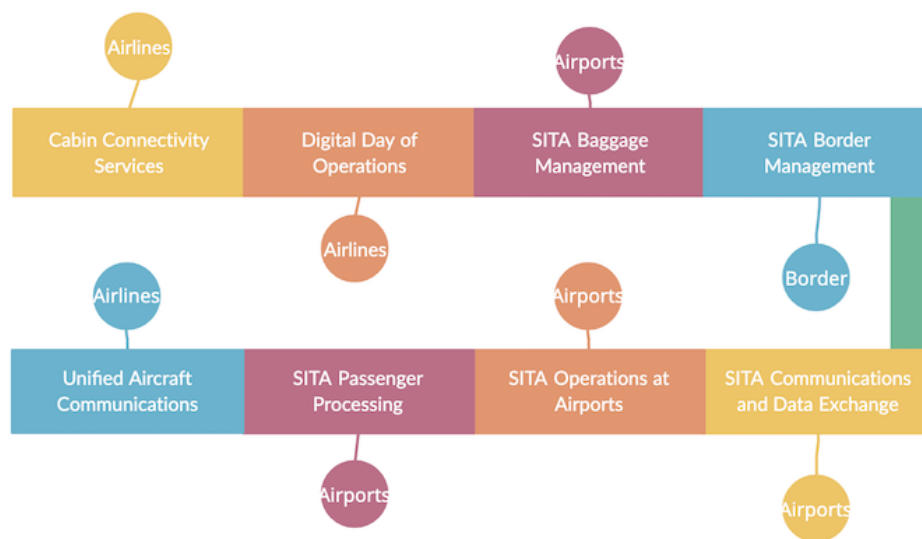 Airlines
Airports
Cabin Connectivity
Services
Digital Day of
Operations
SITA Baggage
Management
SITA Border
Management
Airlines
Border
Airlines
Airports
Unified Aircraft
Communications
SITA Passenger
Processing
SITA Operations at
Airports
SITA Communications
and Data Exchange
Airports
Airports